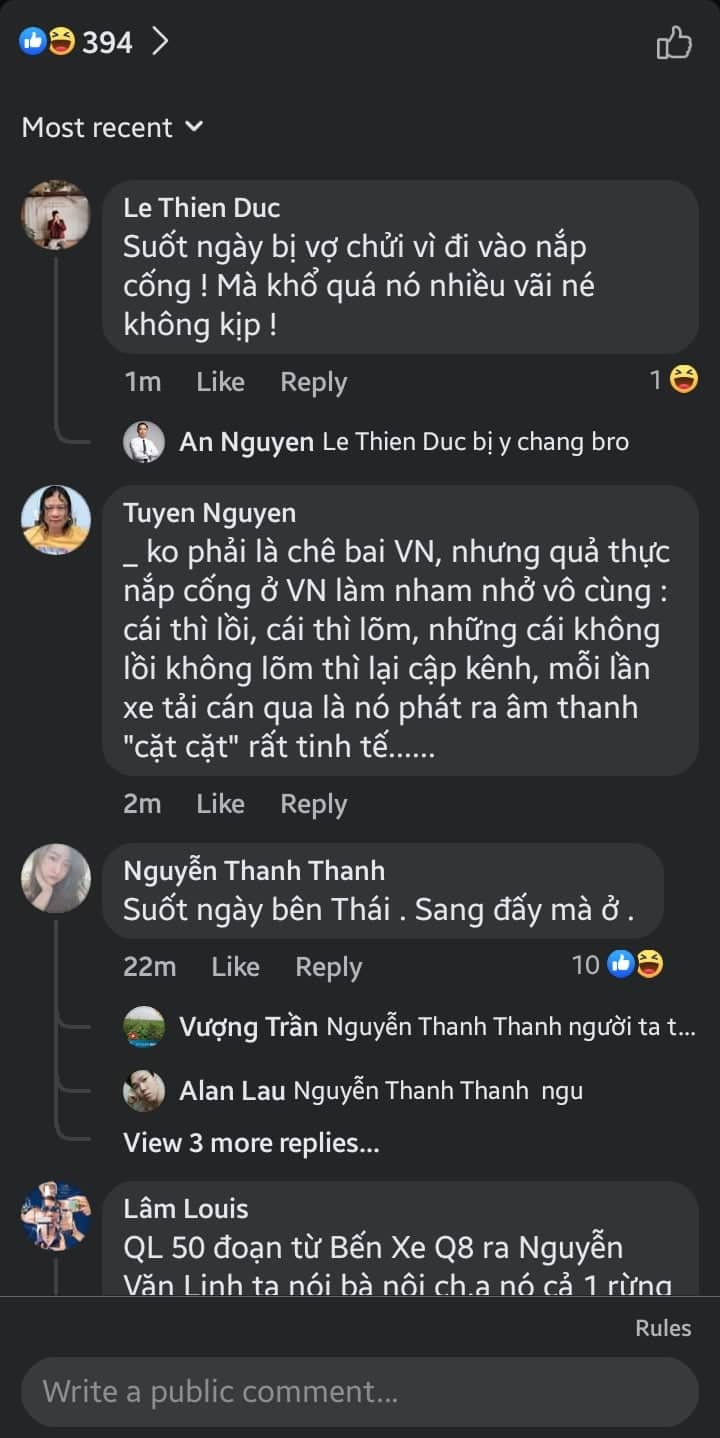 394
Most recent
Le Thien Duc
Suốt ngày bị vợ chửi vì đi vào nắp
cống ! Mà khổ quá nó nhiều vãi né
không kịp !
1m Like Reply 1
An Nguyen Le Thien Duc bị y chang bro
Tuyen Nguyen
_ ko phải là chê bai VN, nhưng quả thực
nắp cống ở VN làm nham nhở vô cùng :
cái thì lồi, cái thì lõm, những cái không
lồi không lõm thì lại cập kênh, mỗi lần
xe tải cán qua là nó phát ra âm thanh
"cặt cặt" rất tinh tế......
2m Like Reply
Nguyễn Thanh Thanh
Suốt ngày bên Thái . Sang đấy mà ở .
22m Like Reply 10
Vượng Trần Nguyễn Thanh Thanh người ta t...
Alan Lau Nguyễn Thanh Thanh ngu
View 3 more replies...
Lâm Louis
QL 50 đoạn từ Bến Xe Q8 ra Nguyễn
Văn Linh ta nói bà nội ch.a nó cả 1 rừng
Rules
Write a public comment...